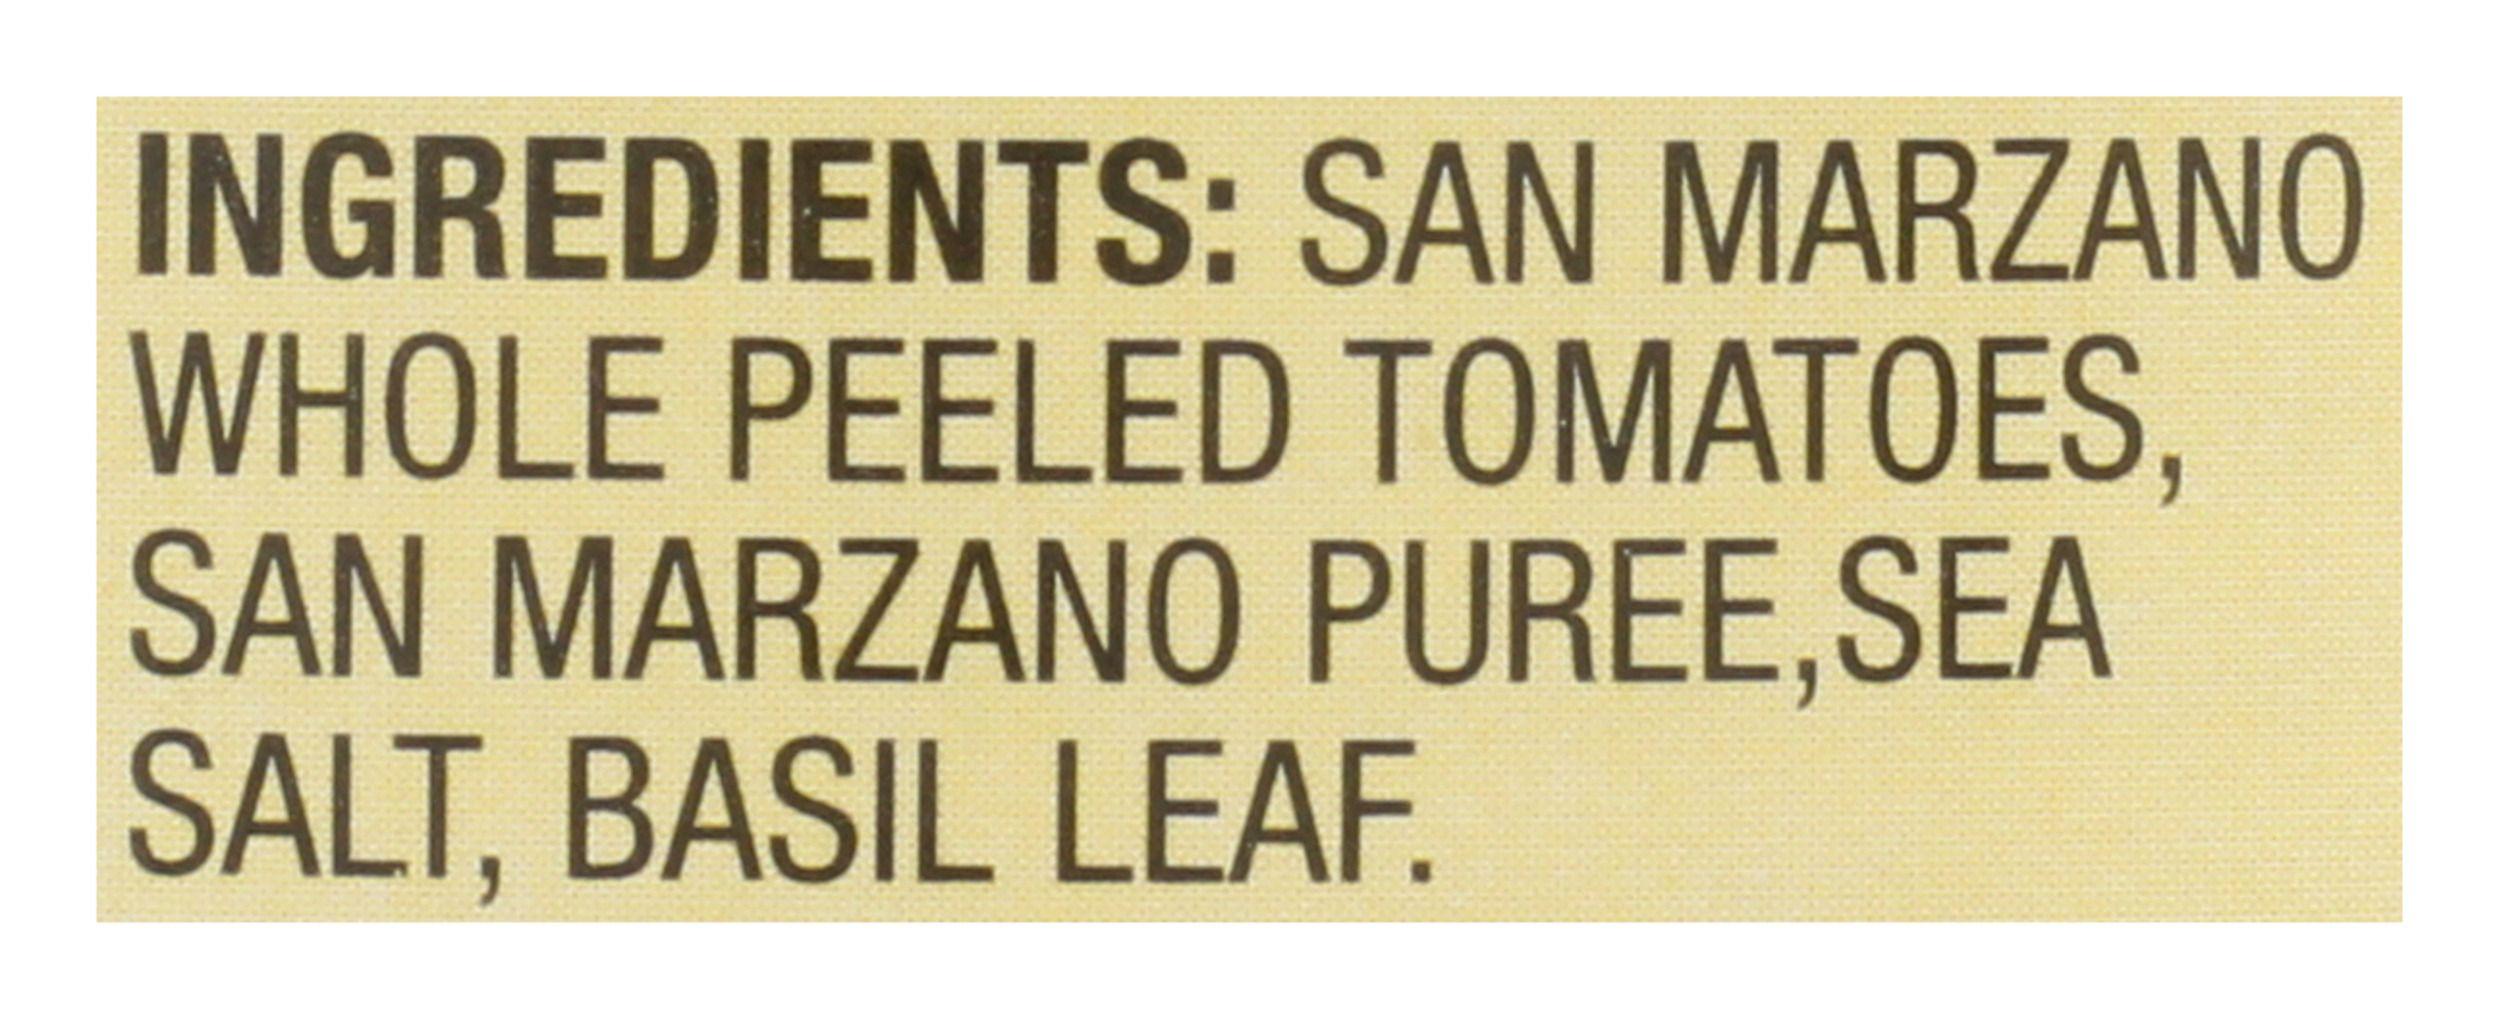 INGREDIENTS: SAN MARZANO
WHOLE PEELED TOMATOES,
SAN MARZANO PUREE,SEA
SALT, BASIL LEAF.